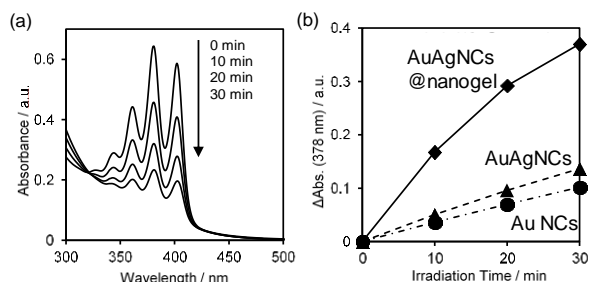 (a)
0.6
0.4
0.2
0
Absorbance / a.u.
0 min
10 min
20 min
30 min
300
350
400
450
500
Wavelength / nm
(b)
0.4
0.3
0.2
0.1
0
ΔAbs. (378 nm) / a.u.
AuAgNCs
@nanogel
AuAgNCs
Au NCs
0
10
20
30
Irradiation Time / min